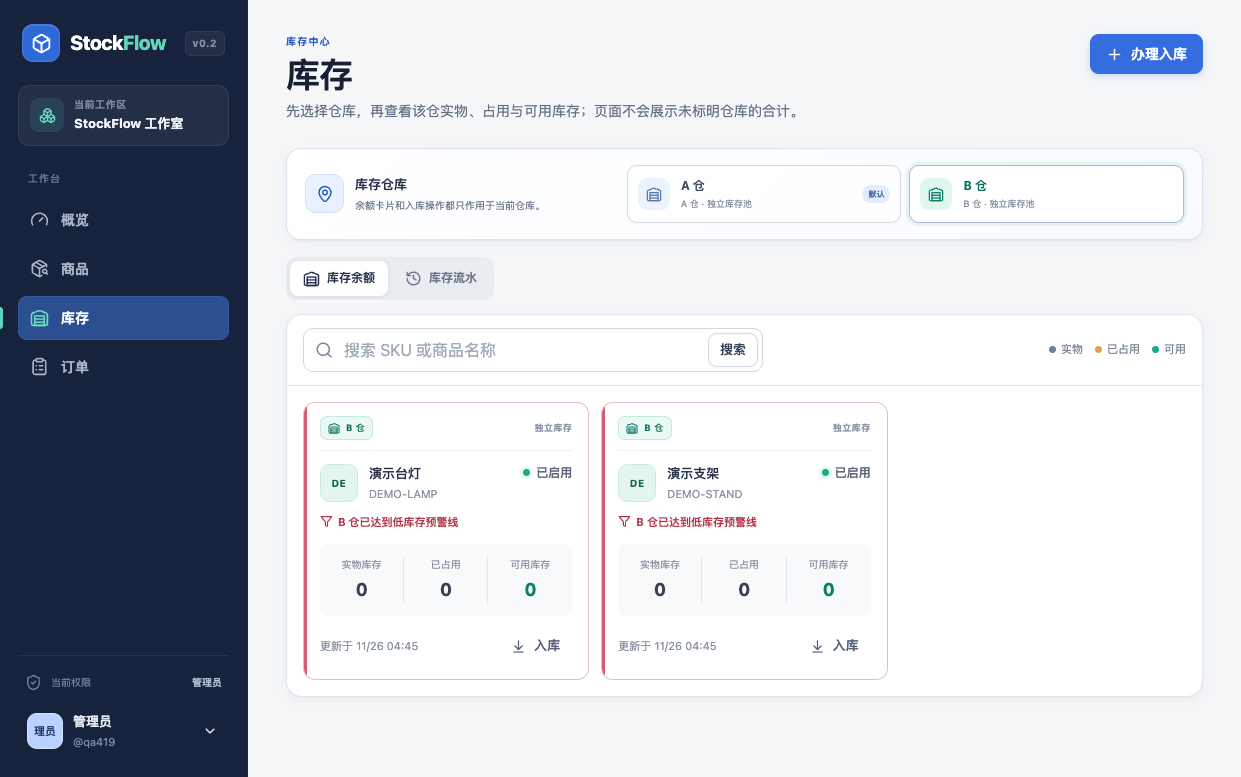 StockFlow
v0.2
当前工作区
StockFlow 工作室
工作台
概览
商品
库存
订单
当前权限
管理员
理员
管理员
@qa419
库存中心
库存
先选择仓库，再查看该仓实物、占用与可用库存；页面不会展示未标明仓库的合计。
办理入库
库存仓库
余额卡片和入库操作都只作用于当前仓库。
A 仓
A 仓 · 独立库存池
默认
B 仓
B 仓 · 独立库存池
库存余额
库存流水
搜索 SKU 或商品名称
搜索
实物
已占用
可用
B 仓
独立库存
DE
演示台灯
DEMO-LAMP
已启用
B 仓已达到低库存预警线
实物库存
已占用
可用库存
0
0
0
更新于 11/26 04:45
入库
B 仓
独立库存
DE
演示支架
DEMO-STAND
已启用
B 仓已达到低库存预警线
实物库存
已占用
可用库存
0
0
0
更新于 11/26 04:45
入库